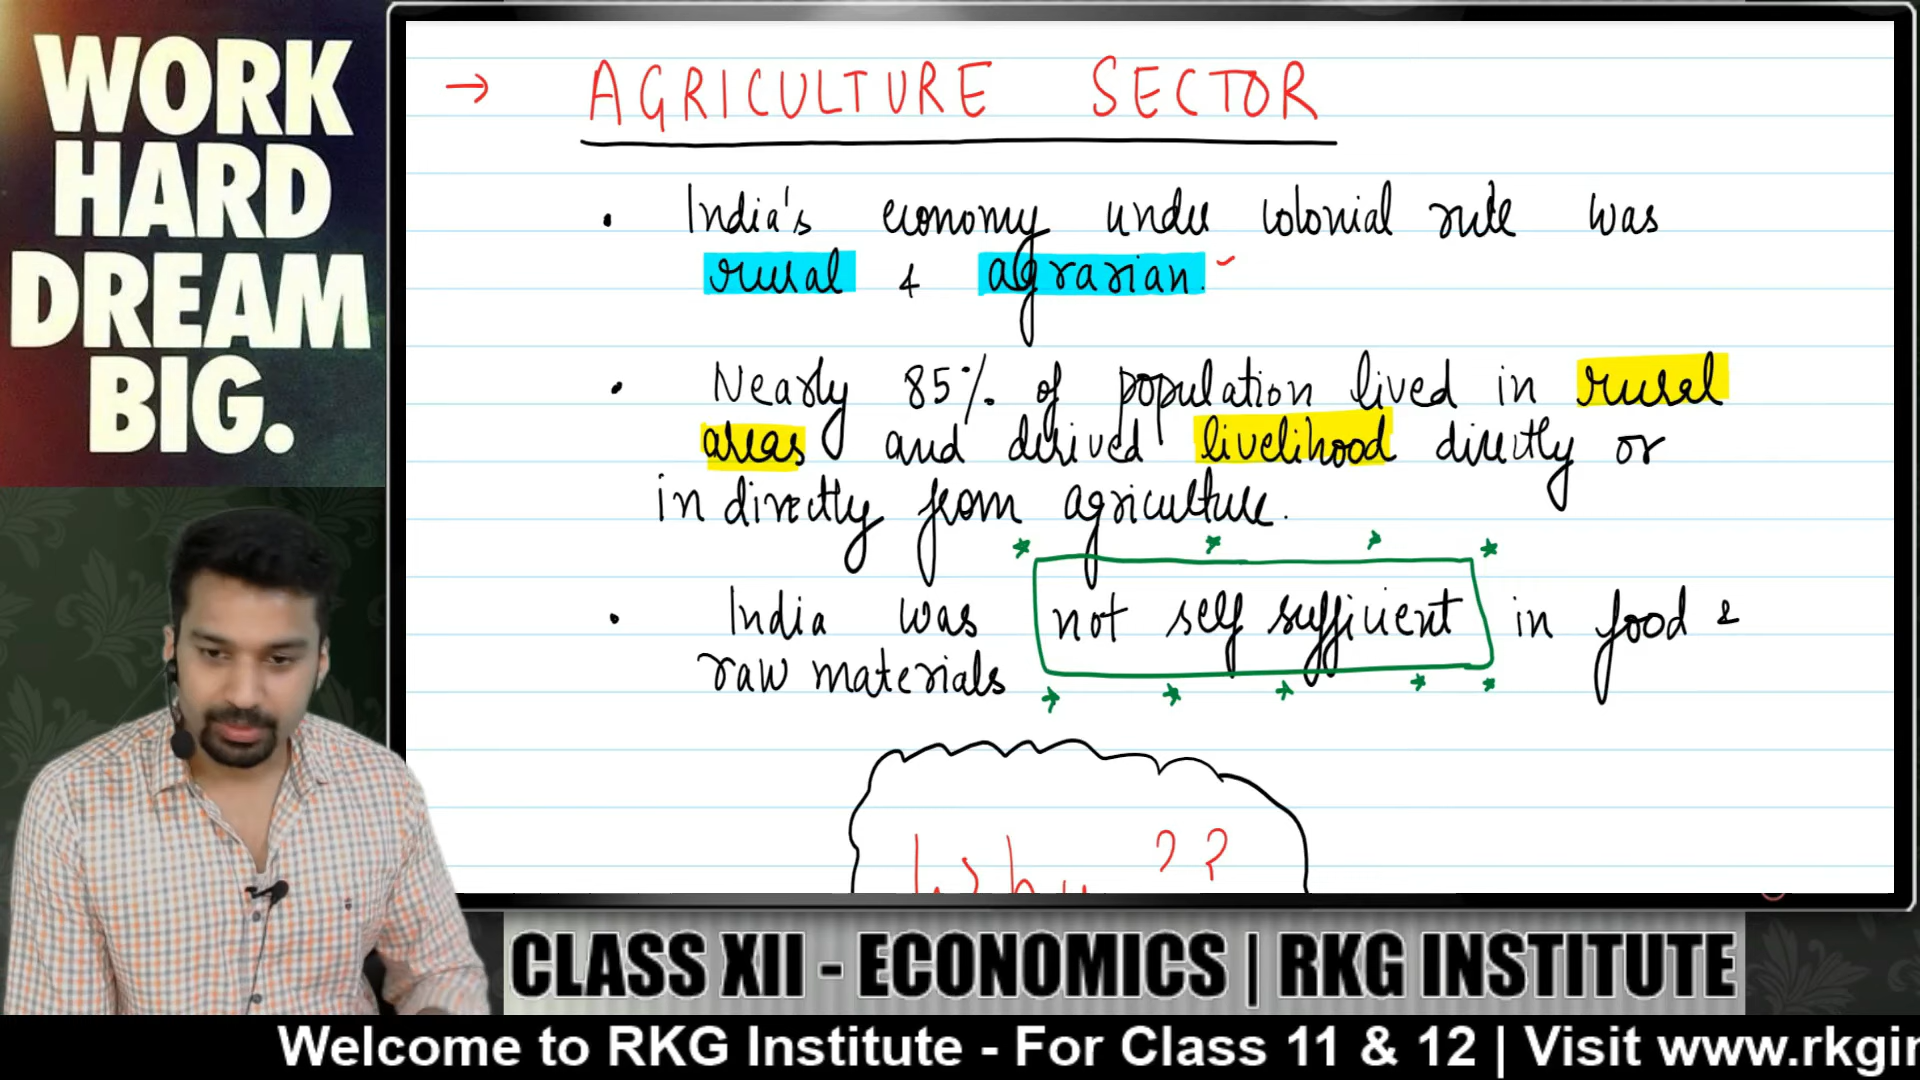 WORK
HARD
DREAM
BIG.
→ AGRICULTURE SECTOR
• India's economy under colonial rule was
rural & agrarian.
• Nearly 85% of population lived in rural
areas and derived livelihood directly or
indirectly from agriculture.
• India was not self sufficient in food &
raw materials
Why ??
CLASS XII - ECONOMICS | RKG INSTITUTE
Welcome to RKG Institute - For Class 11 & 12 | Visit www.rkgin